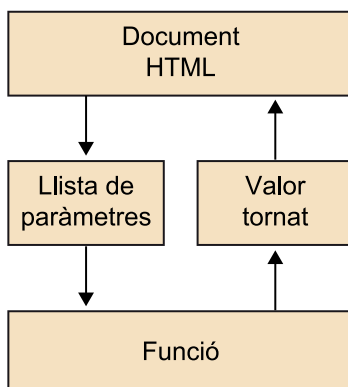 Document
HTML
Llista de
paràmetres
Valor
tornat
Funció